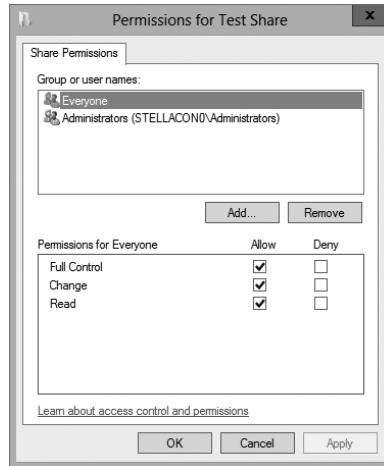 Permissions for Test Share
x
Share Permissions
Group or user names:
Everyone
Administrators (STELLACON0\Administrators)
Add... Remove
Permissions for Everyone Allow Deny
Full Control
Change
Read
Learn about access control and permissions
OK Cancel Apply